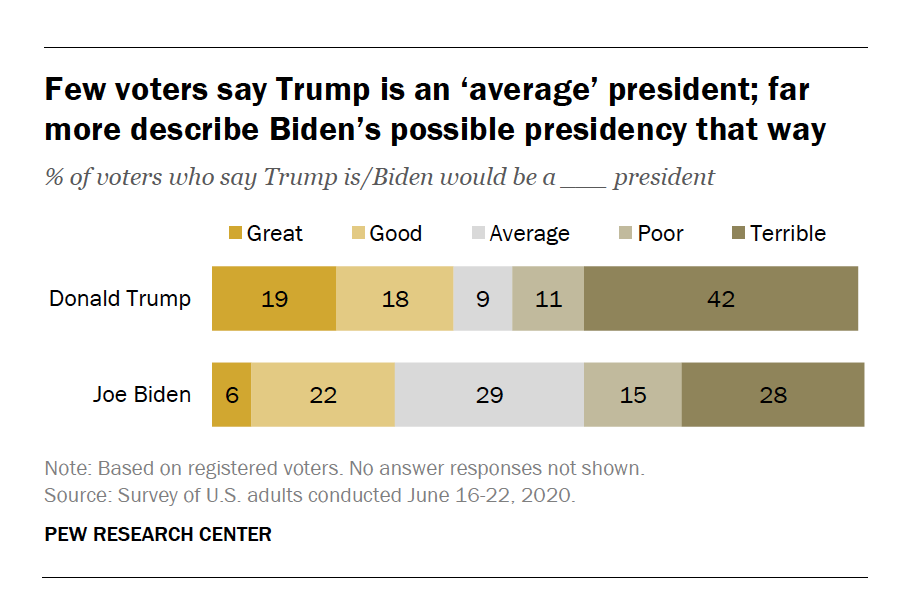 Few voters say Trump is an ‘average’ president; far
more describe Biden’s possible presidency that way
% of voters who say Trump is/Biden would be a ____ president
Great Good Average Poor Terrible
Donald Trump 19 18 9 11 42
Joe Biden 6 22 29 15 28
Note: Based on registered voters. No answer responses not shown.
Source: Survey of U.S. adults conducted June 16-22, 2020.
PEW RESEARCH CENTER